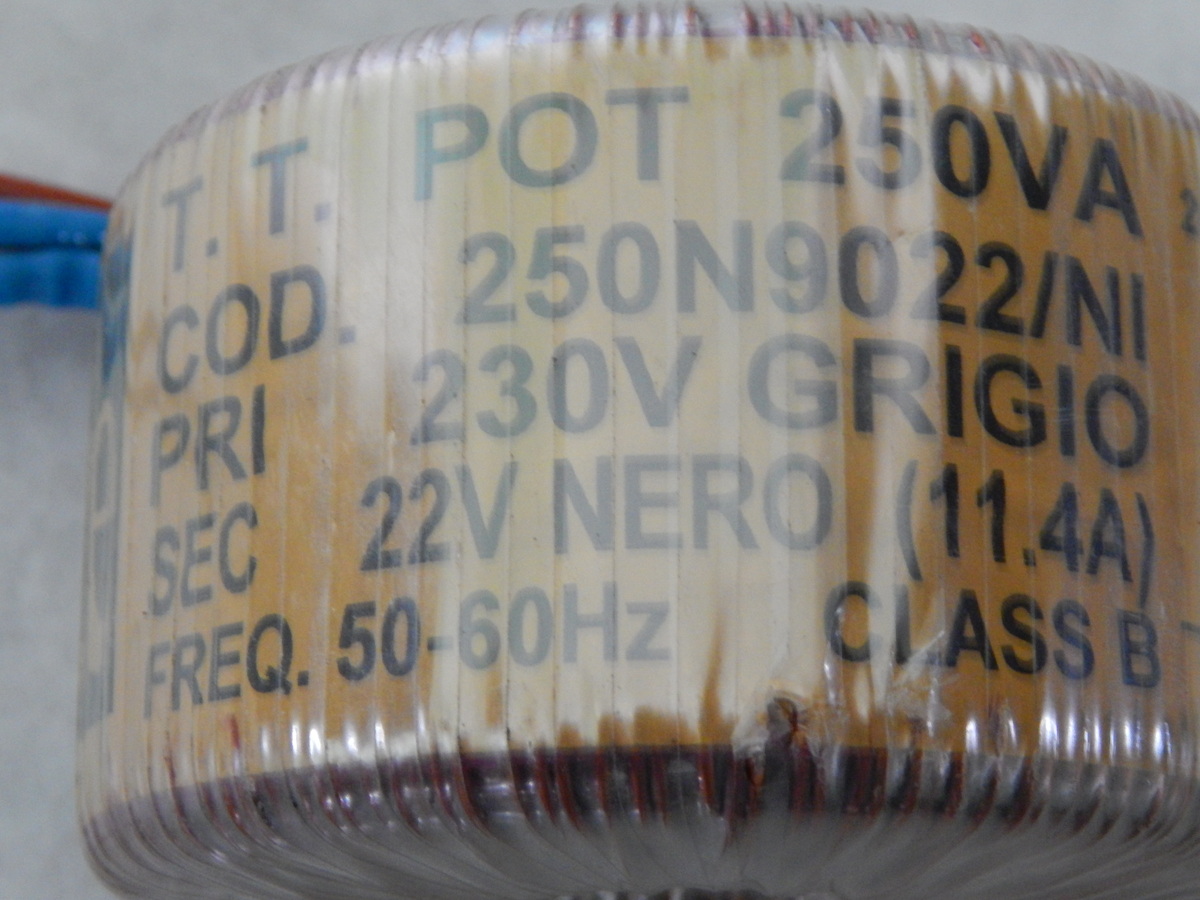 T. T. POT 250VA
COD. 250N9022/NI
PRI 230V GRIGIO
SEC 22V NERO (11.4A)
FREQ. 50-60Hz CLASS B